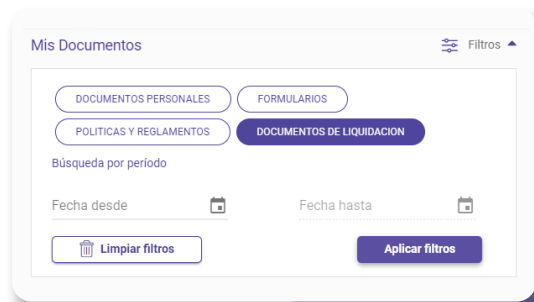 Mis Documentos
Filtros
DOCUMENTOS PERSONALES
FORMULARIOS
POLITICAS Y REGLAMENTOS
DOCUMENTOS DE LIQUIDACION
Búsqueda por período
Fecha desde
Fecha hasta
Limpiar filtros
Aplicar filtros